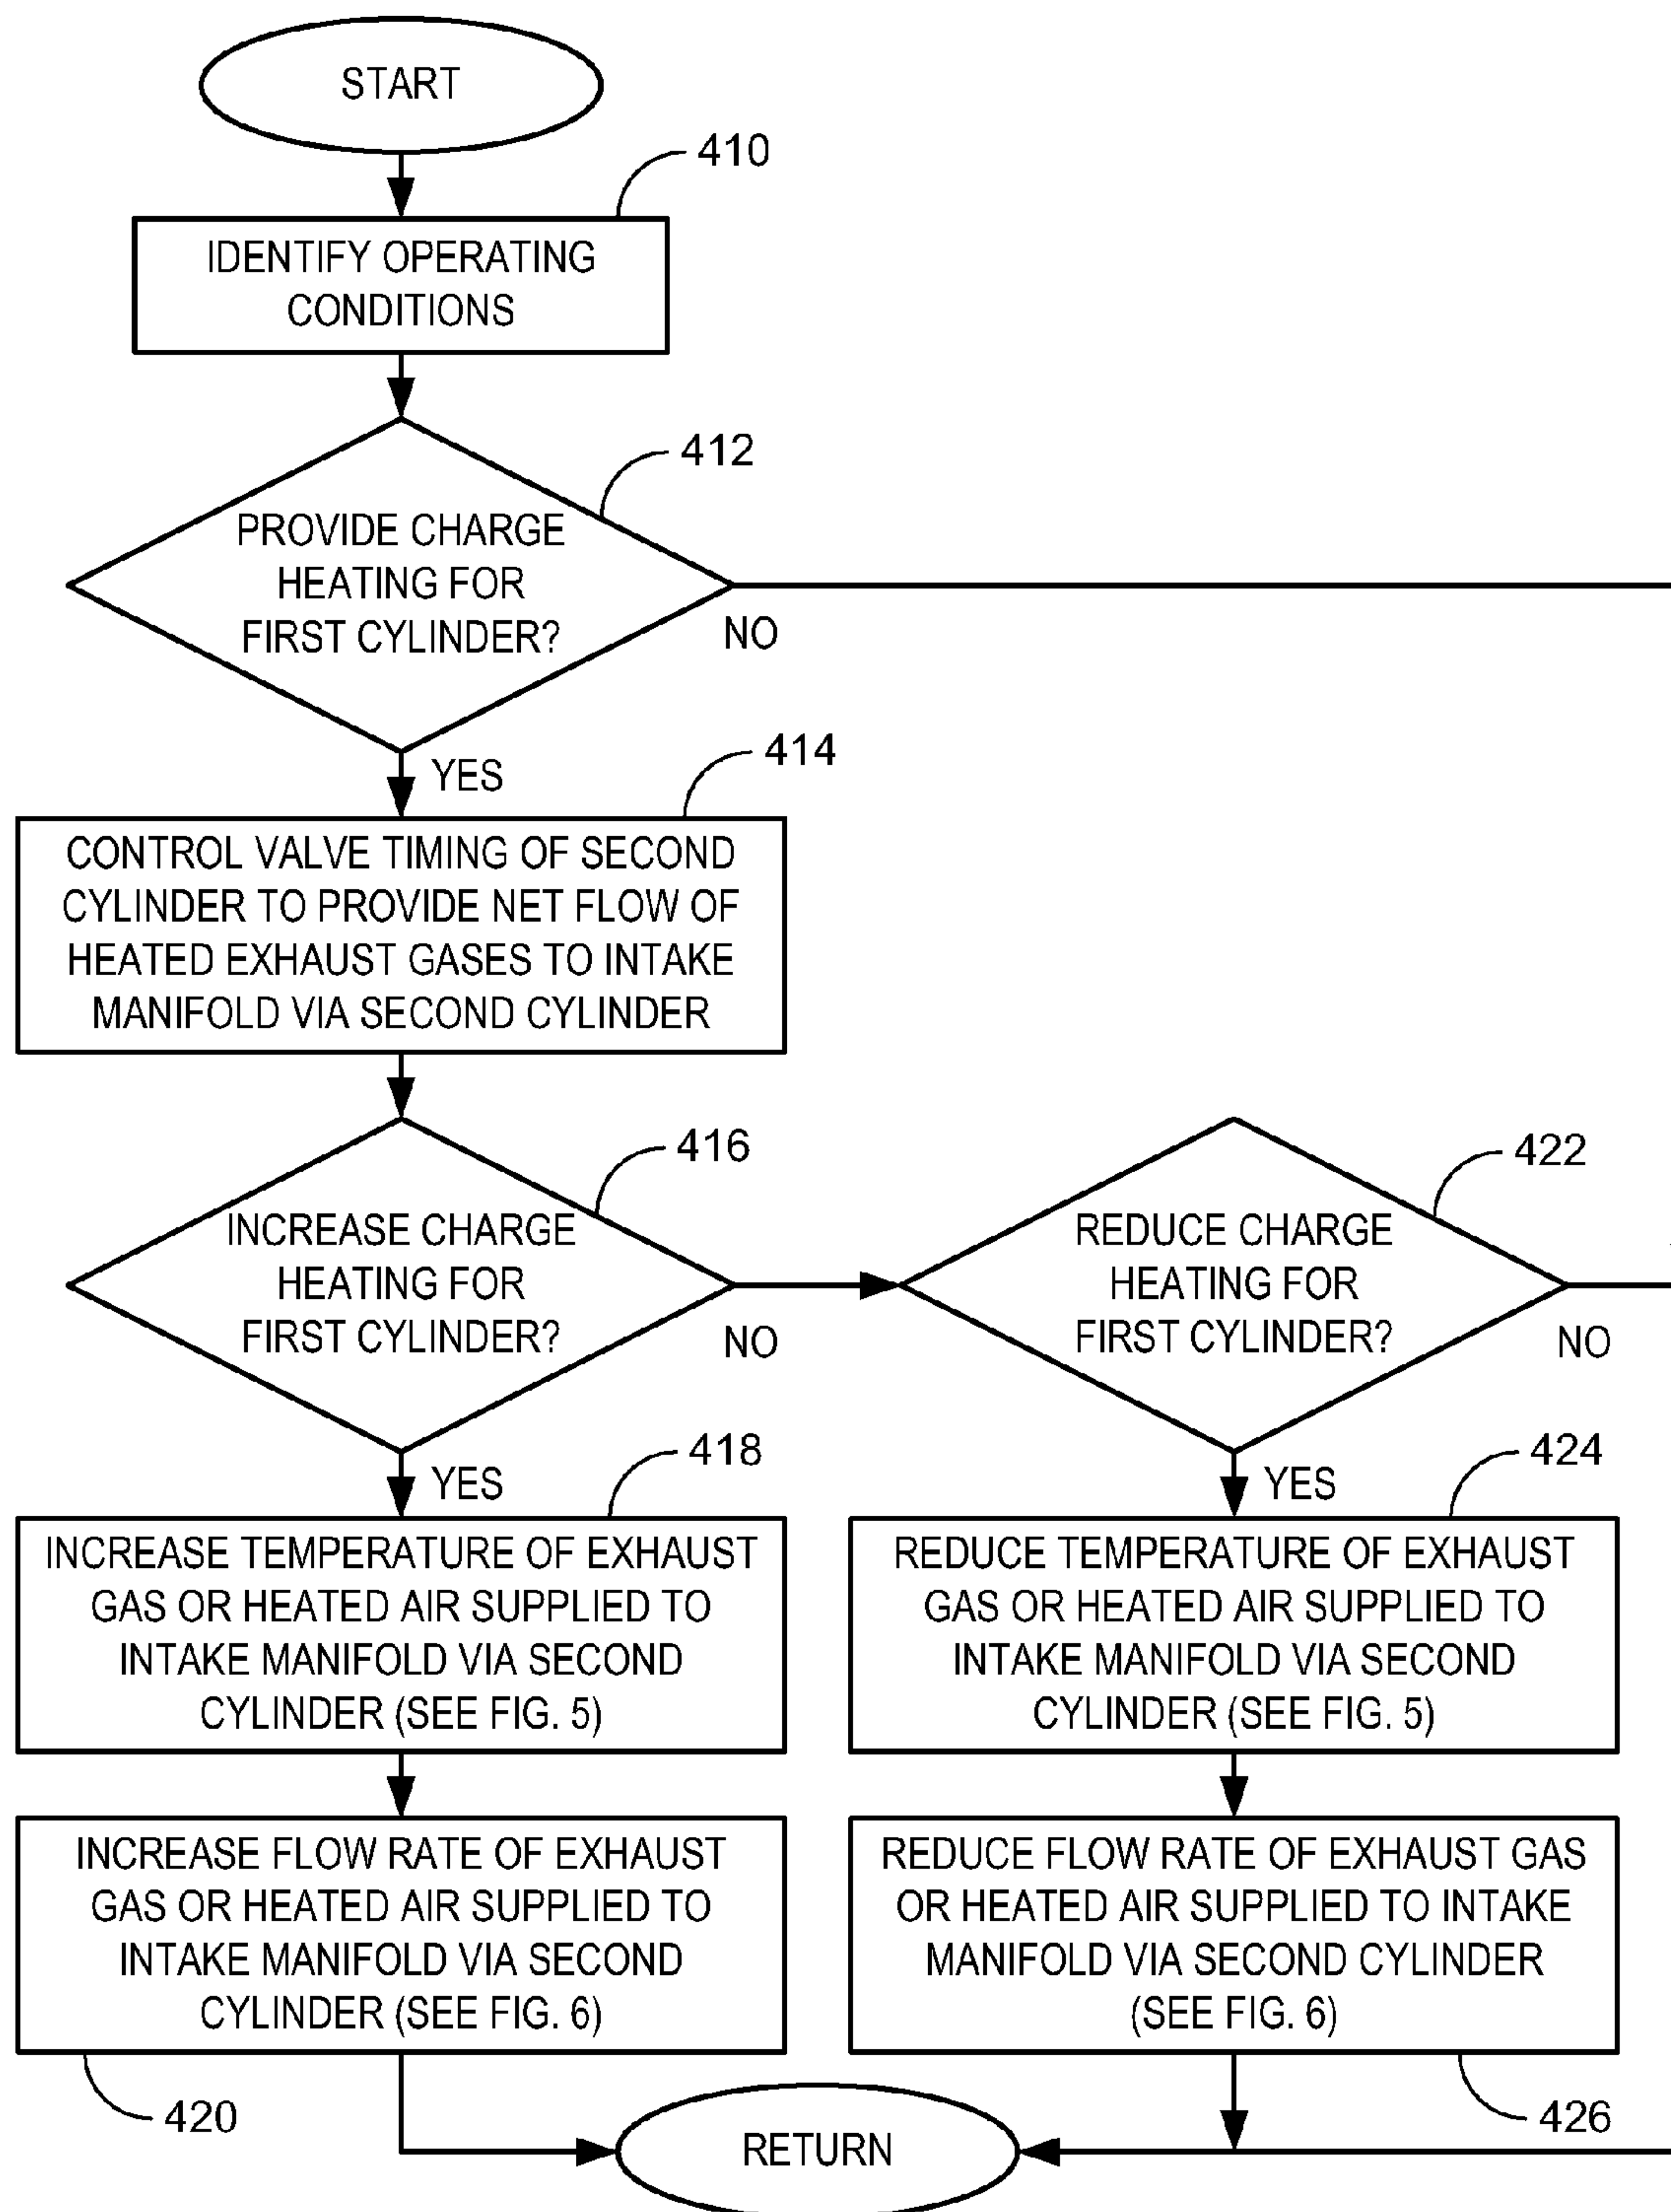 START
410
IDENTIFY OPERATING
CONDITIONS
412
PROVIDE CHARGE
HEATING FOR
FIRST CYLINDER?
NO
YES
414
CONTROL VALVE TIMING OF SECOND
CYLINDER TO PROVIDE NET FLOW OF
HEATED EXHAUST GASES TO INTAKE
MANIFOLD VIA SECOND CYLINDER
416
INCREASE CHARGE
HEATING FOR
FIRST CYLINDER?
NO
YES
422
REDUCE CHARGE
HEATING FOR
FIRST CYLINDER?
NO
YES
418
INCREASE TEMPERATURE OF EXHAUST
GAS OR HEATED AIR SUPPLIED TO
INTAKE MANIFOLD VIA SECOND
CYLINDER (SEE FIG. 5)
424
REDUCE TEMPERATURE OF EXHAUST
GAS OR HEATED AIR SUPPLIED TO
INTAKE MANIFOLD VIA SECOND
CYLINDER (SEE FIG. 5)
INCREASE FLOW RATE OF EXHAUST
GAS OR HEATED AIR SUPPLIED TO
INTAKE MANIFOLD VIA SECOND
CYLINDER (SEE FIG. 6)
420
REDUCE FLOW RATE OF EXHAUST GAS
OR HEATED AIR SUPPLIED TO INTAKE
MANIFOLD VIA SECOND CYLINDER
(SEE FIG. 6)
426
RETURN